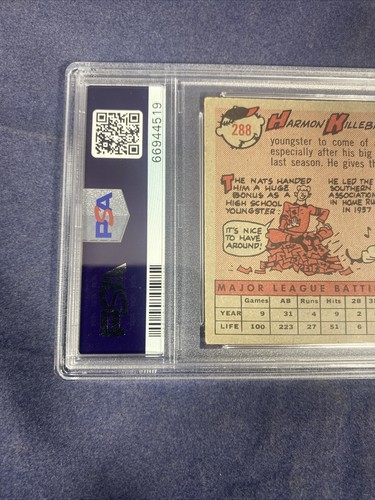 PSA
66944519
288
HARMON KILLEB
youngster to come of
especially after his big
last season. He gives th
THE NATS HANDED
HIM A HUGE
BONUS AS A
HIGH SCHOOL
YOUNGSTER.
IT'S NICE
TO HAVE
AROUND!
HE LED THE
SOUTHERN
ASSOCIATION
IN HOME RU
IN 1957
MAJOR LEAGUE BATTI
Games AB Runs Hits 2B
YEAR 9 31 4 9 2
LIFE 100 223 27 51 6